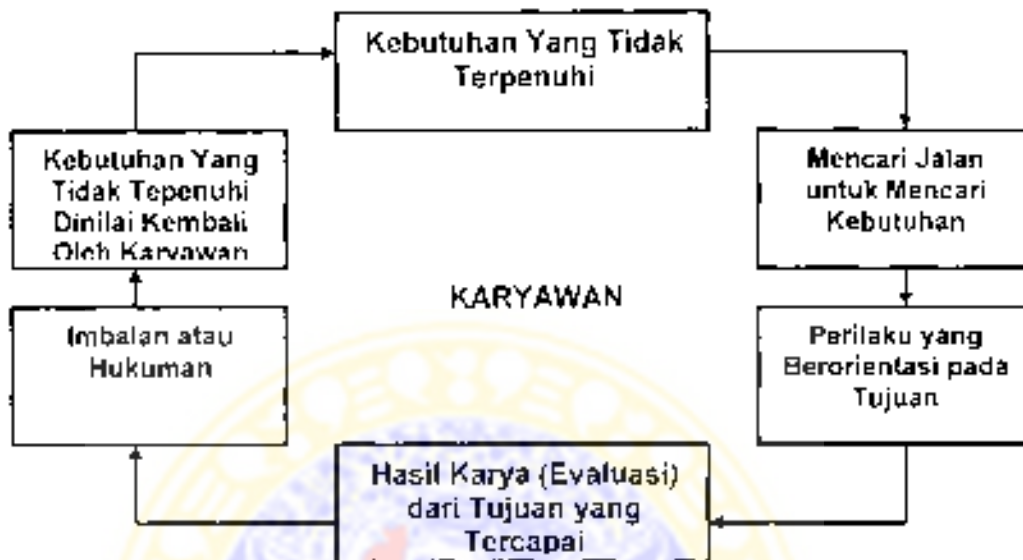 Kebutuhan Yang Tidak
Terpenuhi
Kebutuhan Yang
Tidak Tepenuhi
Dinilai Kembali
Oleh Karyawan
Mencari Jalan
untuk Mencari
Kebutuhan
KARYAWAN
Imbalan atau
Hukuman
Perilaku yang
Berorientasi pada
Tujuan
Hasil Karya (Evaluasi)
dari Tujuan yang
Tercapai